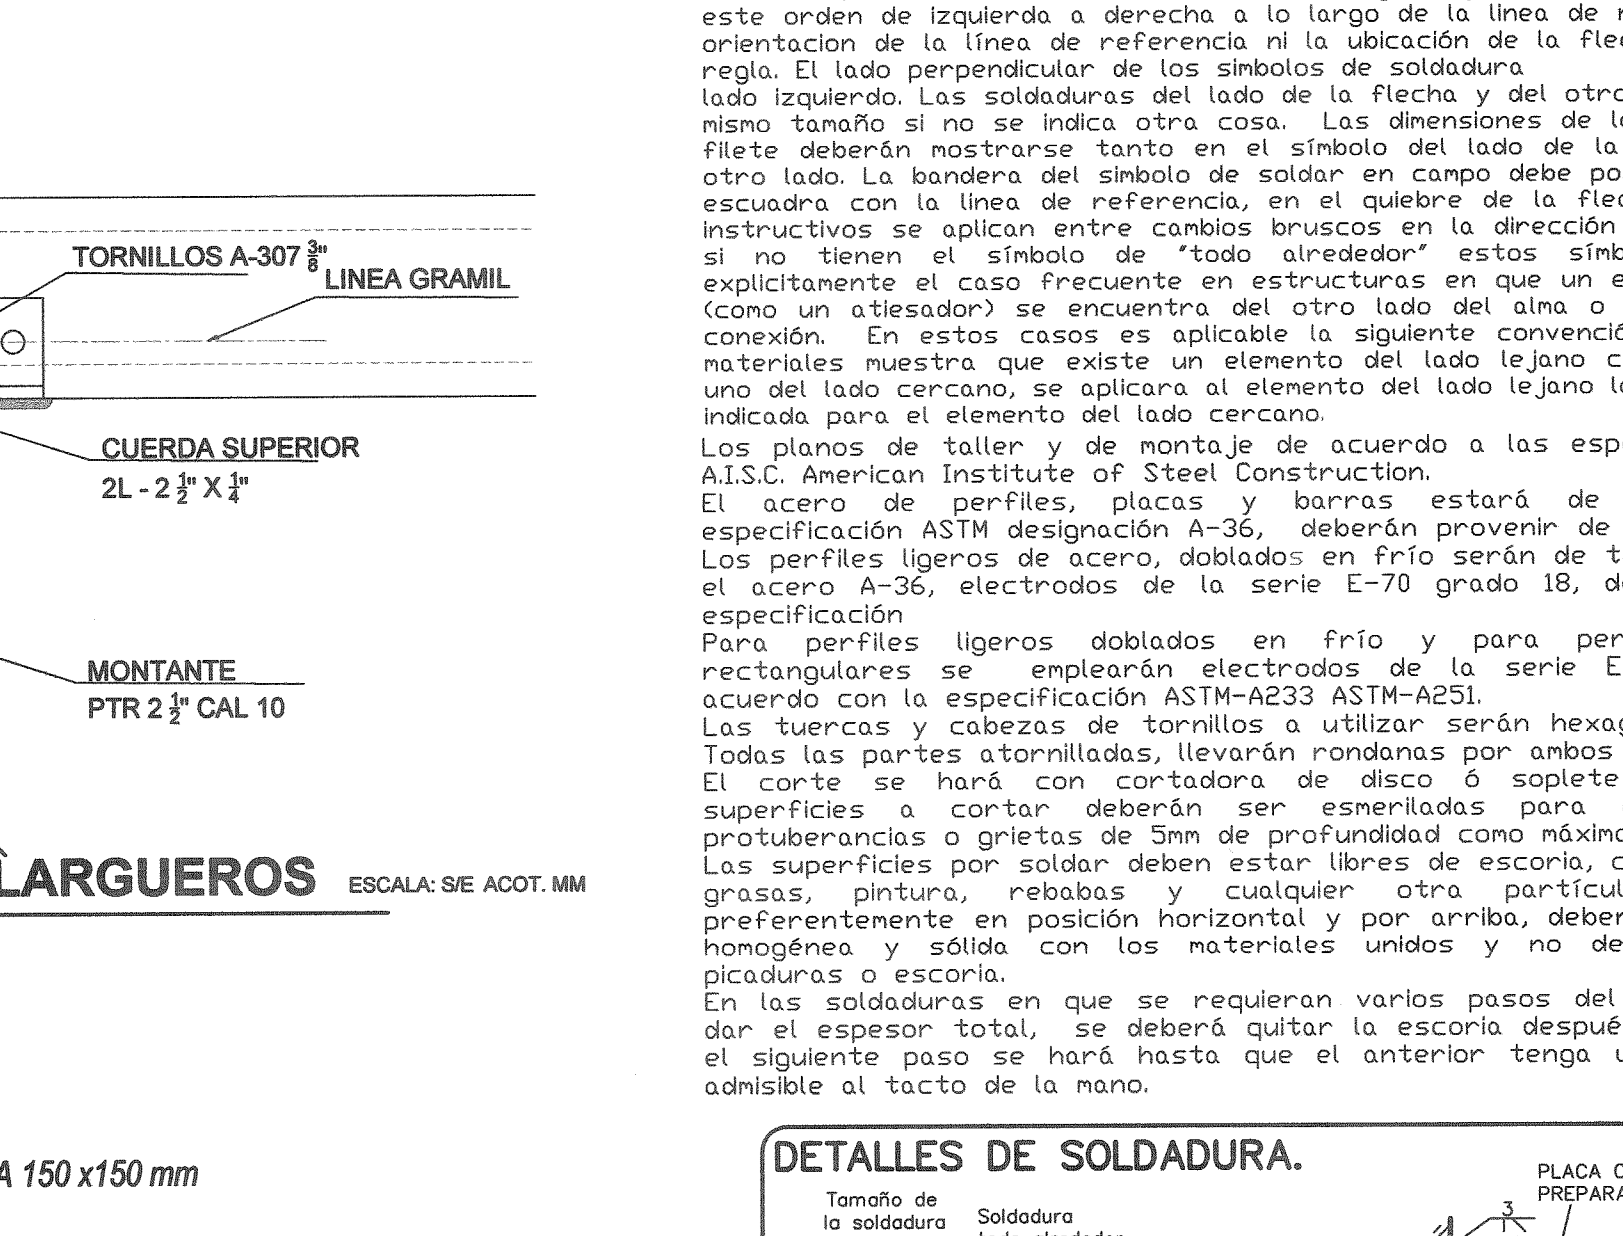 este orden de izquierda a derecha a lo largo de la linea de
orientacion de la línea de referencia ni la ubicación de la
regla. El lado perpendicular de los simbolos de soldadura
lado izquierdo. Las soldaduras del lado de la flecha y del
mismo tamaño si no se indica otra cosa. Las dimensiones de
filete deberán mostrarse tanto en el símbolo del lado de la
otro lado. La bandera del simbolo de soldar en campo debe
escuadra con la linea de referencia, en el quiebre de la
instructivos se aplican entre cambios bruscos en la dirección
si no tienen el símbolo de "todo alrededor" estos
explicitamente el caso frecuente en estructuras en que un
(como un atiesador) se encuentra del otro lado del alma o
conexión. En estos casos es aplicable la siguiente
materiales muestra que existe un elemento del lado lejano
uno del lado cercano, se aplicara al elemento del lado lejano
indicada para el elemento del lado cercano.
Los planos de taller y de montaje de acuerdo a las
A.I.S.C. American Institute of Steel Construction.
El acero de perfiles, placas y barras estará de
especificación ASTM designación A-36, deberán provenir de
Los perfiles ligeros de acero, doblados en frío serán de
el acero A-36, electrodos de la serie E-70 grado 18,
especificación
Para perfiles ligeros doblados en frío y para
rectangulares se emplearán electrodos de la serie E
acuerdo con la especificación ASTM-A233 ASTM-A251.
Las tuercas y cabezas de tornillos a utilizar serán
Todas las partes atornilladas, llevarán rondanas por ambos
El corte se hará con cortadora de disco ó soplete
superficies a cortar deberán ser esmeriladas para
protuberancias o grietas de 5mm de profundidad como máximo
Las superficies por soldar deben estar libres de escoria,
grasas, pintura, rebabas y cualquier otra
preferentemente en posición horizontal y por arriba,
homogénea y sólida con los materiales unidos y no
picaduras o escoria.
En las soldaduras en que se requieran varios pasos del
dar el espesor total, se deberá quitar la escoria
el siguiente paso se hará hasta que el anterior tenga
admisible al tacto de la mano.
TORNILLOS A-307 3/8"
LINEA GRAMIL
CUERDA SUPERIOR
2L - 2 1/2" X 1/4"
MONTANTE
PTR 2 1/2" CAL 10
LARGUEROS ESCALA: S/E ACOT. MM
A 150 x150 mm
DETALLES DE SOLDADURA.
Tamaño de
la soldadura
Soldadura
PLACA
3